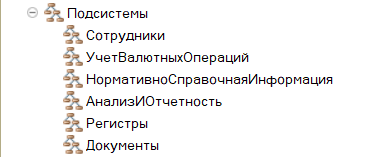 Подсистемы
Сотрудники
УчетВалютныхОпераций
НормативноСправочнаяИнформация
АнализИОтчетность
Регистры
Документы